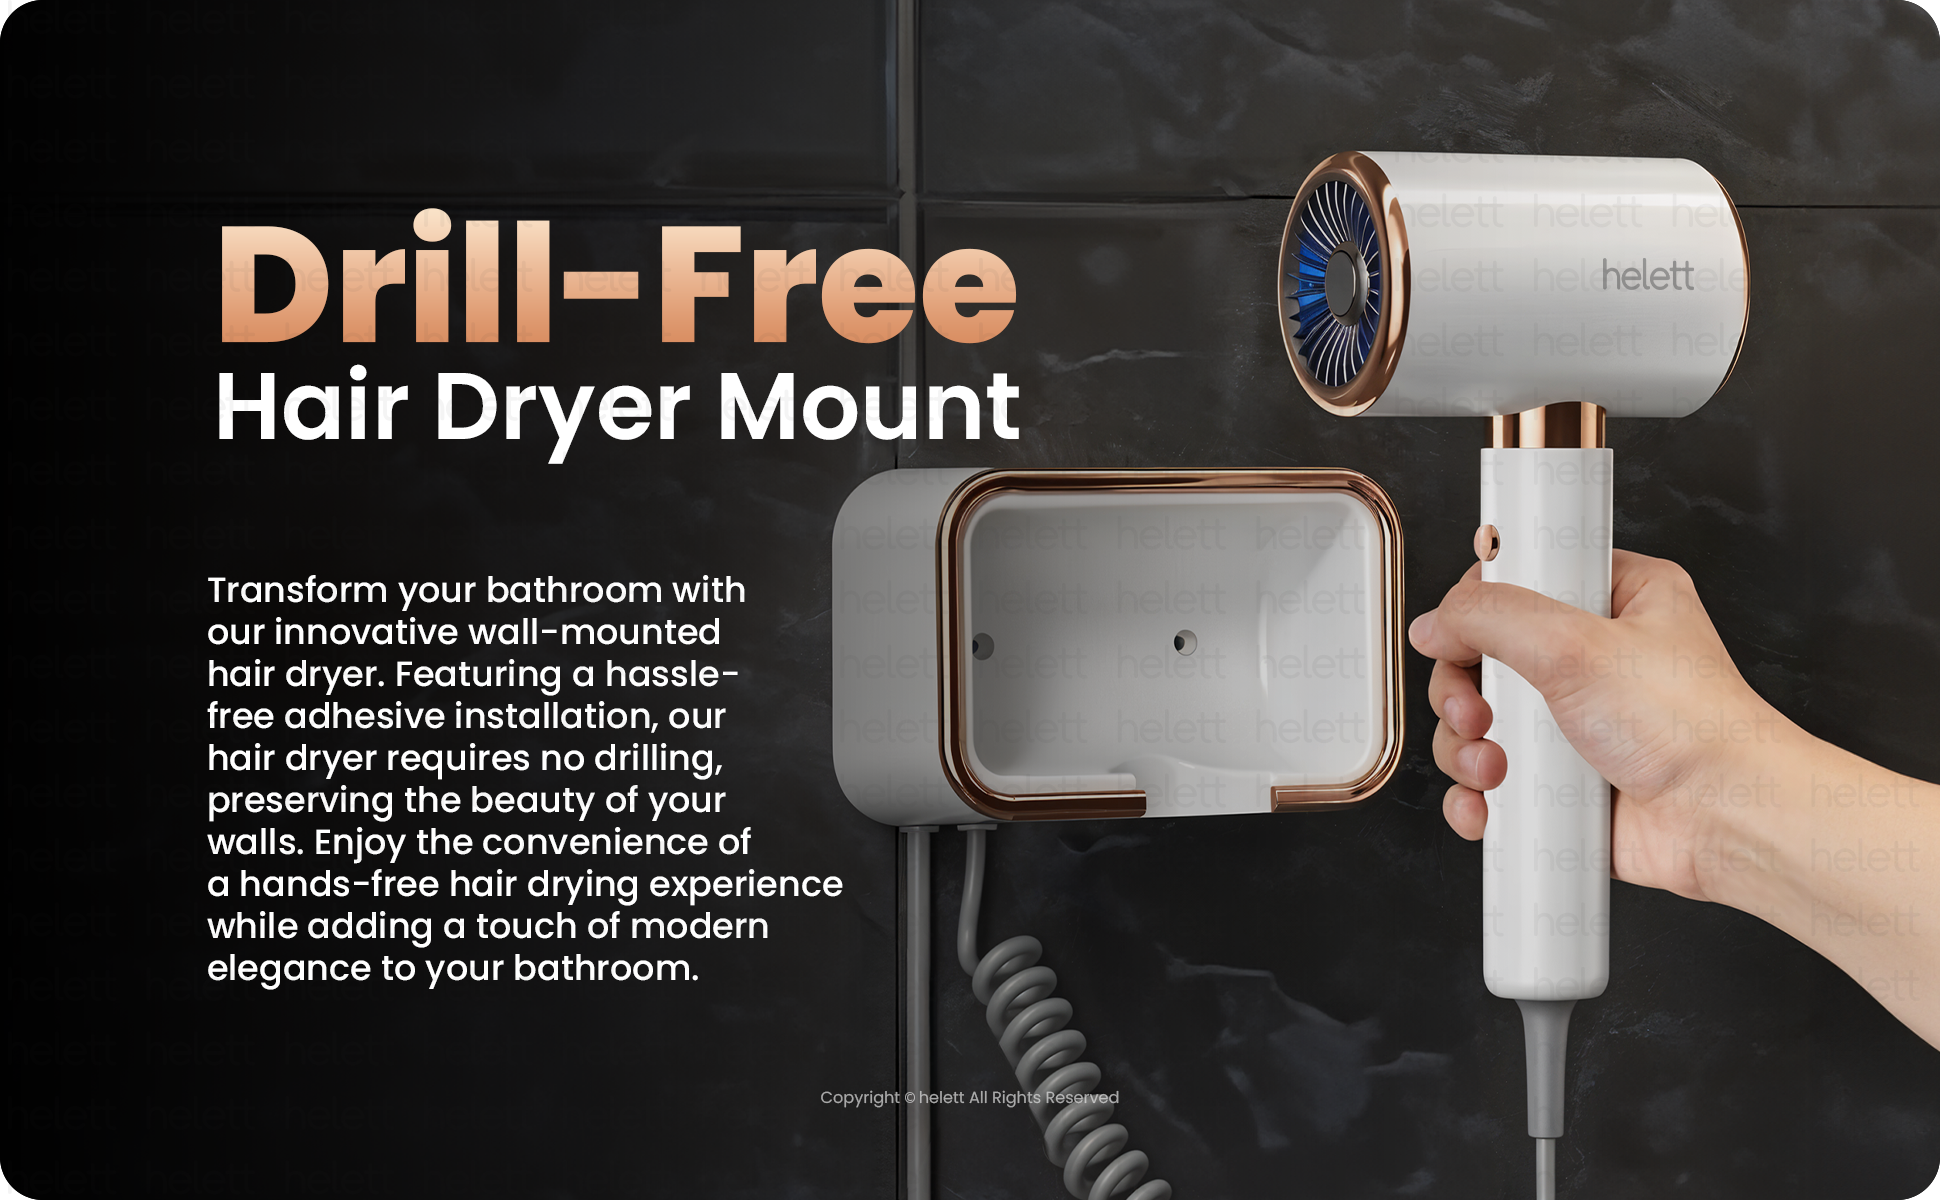 Drill-Free
Hair Dryer Mount
helett
Transform your bathroom with
our innovative wall-mounted
hair dryer. Featuring a hassle-
free adhesive installation, our
hair dryer requires no drilling,
preserving the beauty of your
walls. Enjoy the convenience of
a hands-free hair drying experience
while adding a touch of modern
elegance to your bathroom.
Copyright © helett All Rights Reserved